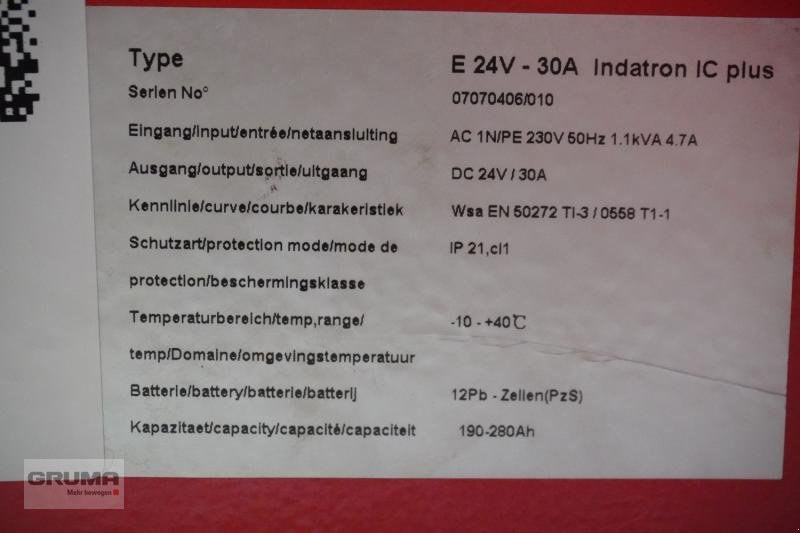 Type E 24V - 30A Indatron IC plus
Serien No° 07070406/010
Eingang/input/entrée/netaansluiting AC 1N/PE 230V 50Hz 1.1kVA 4.7A
Ausgang/output/sortie/uitgaang DC 24V / 30A
Kennlinie/curve/courbe/karakeristiek Wsa EN 50272 TI-3 / 0558 T1-1
Schutzart/protection mode/mode de IP 21,cl1
protection/beschermingsklasse
Temperaturbereich/temp,range/ -10 - +40℃
temp/Domaine/omgevingstemperatuur
Batterie/battery/batterie/batterij 12Pb - Zellen(PzS)
Kapazitaet/capacity/capacité/capaciteit 190-280Ah
GRUMA
Mehr bewegen